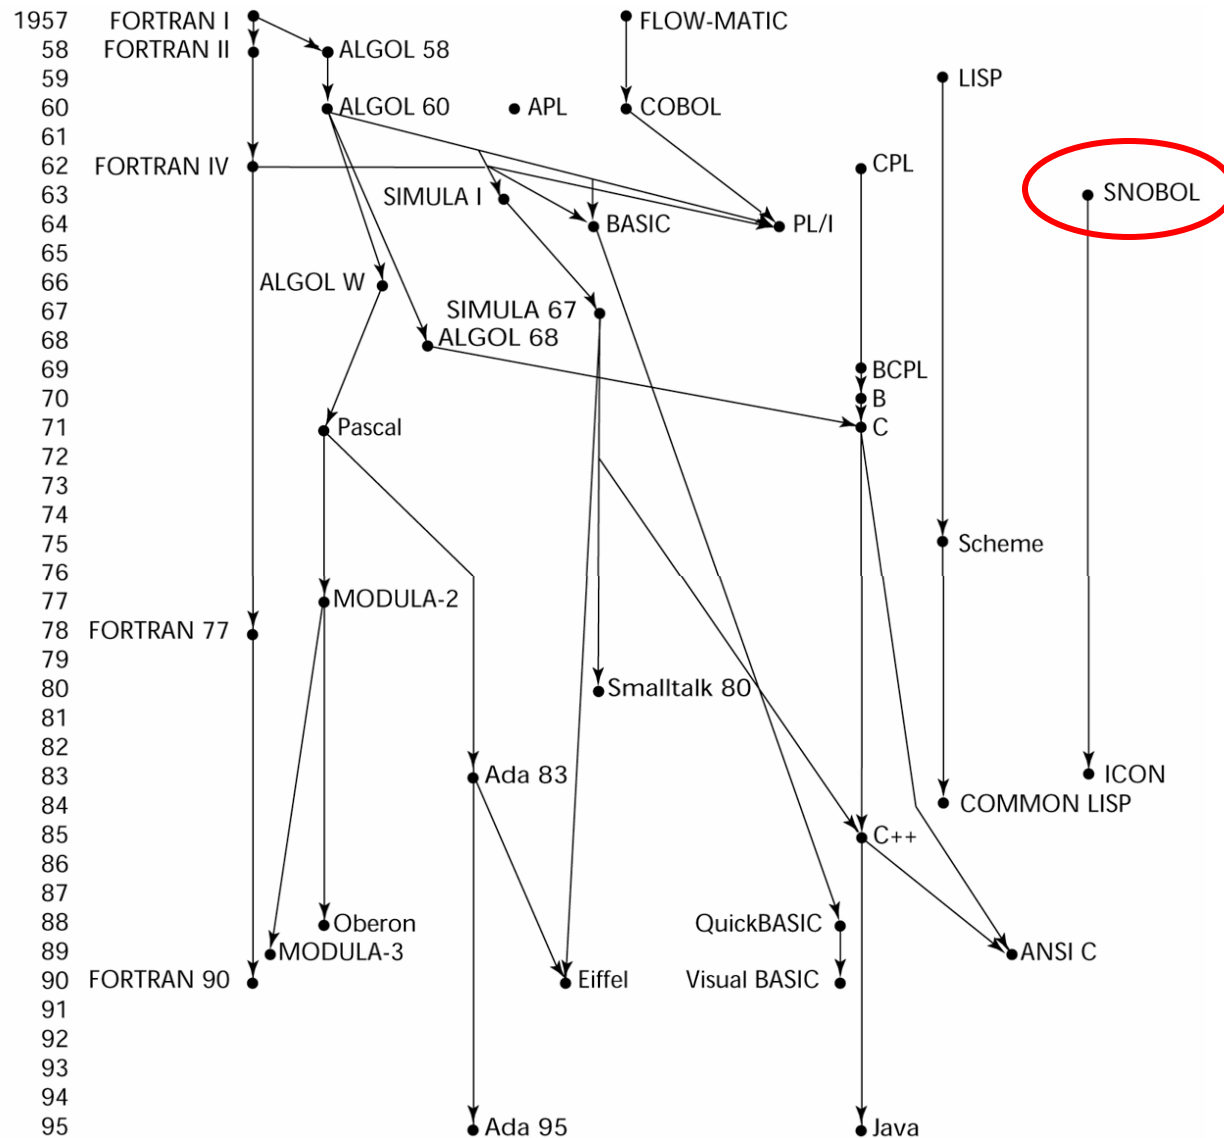 1957 FORTRAN I FLOW-MATIC
58 FORTRAN II ALGOL 58
59 LISP
60 ALGOL 60 APL COBOL
61
62 FORTRAN IV CPL
63 SIMULA I SNOBOL
64 BASIC PL/I
65
66 ALGOL W
67 SIMULA 67
68 ALGOL 68
69 BCPL
70 B
71 Pascal C
72
73
74
75 Scheme
76
77 MODULA-2
78 FORTRAN 77
79
80 Smalltalk 80
81
82
83 Ada 83 ICON
84 COMMON LISP
85 C++
86
87
88 Oberon QuickBASIC
89 MODULA-3 ANSI C
90 FORTRAN 90 Eiffel Visual BASIC
91
92
93
94
95 Ada 95 Java